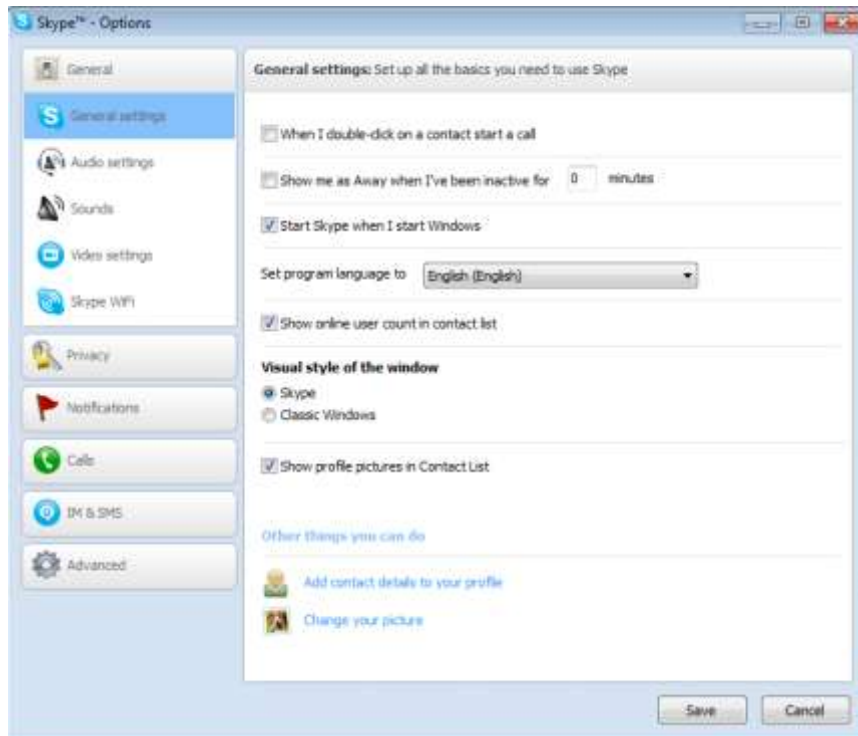 Skype™ - Options
General
General settings
Audio settings
Sounds
Video settings
Skype WiFi
Privacy
Notifications
Calls
IM & SMS
Advanced
General settings: Set up all the basics you need to use Skype
When I double-click on a contact start a call
Show me as Away when I've been inactive for 0 minutes
Start Skype when I start Windows
Set program language to English (English)
Show online user count in contact list
Visual style of the window
Skype
Classic Windows
Show profile pictures in Contact List
Other things you can do
Add contact details to your profile
Change your picture
Save Cancel